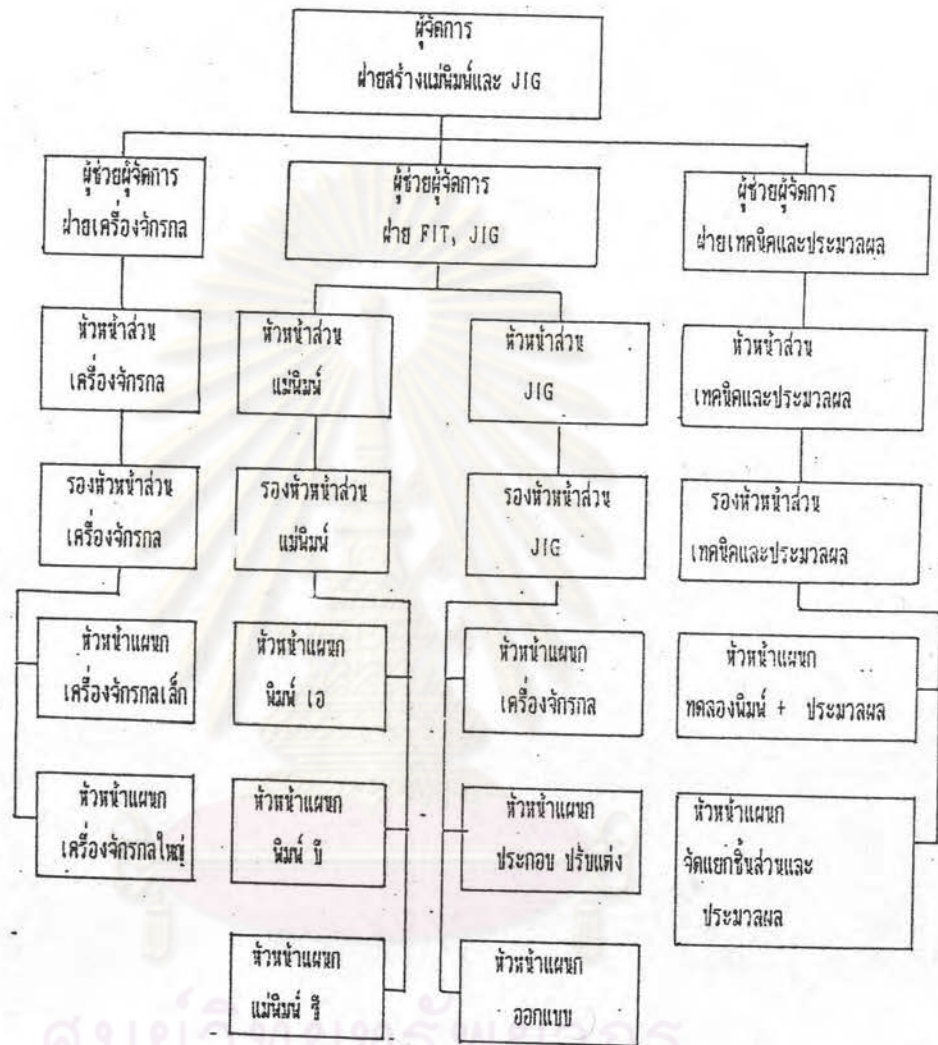 ผู้จัดการ
ฝ่ายสร้างแม่พิมพ์และ JIG
ผู้ช่วยผู้จัดการ
ฝ่ายเครื่องจักรกล
ผู้ช่วยผู้จัดการ
ฝ่าย FIT, JIG
ผู้ช่วยผู้จัดการ
ฝ่ายเทคนิคและประมวลผล
หัวหน้าส่วน
เครื่องจักรกล
หัวหน้าส่วน
แม่พิมพ์
หัวหน้าส่วน
JIG
หัวหน้าส่วน
เทคนิคและประมวลผล
รองหัวหน้าส่วน
เครื่องจักรกล
รองหัวหน้าส่วน
แม่พิมพ์
รองหัวหน้าส่วน
JIG
รองหัวหน้าส่วน
เทคนิคและประมวลผล
หัวหน้าแผนก
เครื่องจักรกลเล็ก
หัวหน้าแผนก
พิมพ์ เอ
หัวหน้าแผนก
เครื่องจักรกล
หัวหน้าแผนก
ทดลองพิมพ์ + ประมวลผล
หัวหน้าแผนก
เครื่องจักรกลใหญ่
หัวหน้าแผนก
พิมพ์ บี
หัวหน้าแผนก
ประกอบ ปรับแต่ง
หัวหน้าแผนก
จัดแยกชิ้นส่วนและ
ประมวลผล
หัวหน้าแผนก
แม่พิมพ์ ซี
หัวหน้าแผนก
ออกแบบ
ศูนย์วิทยทรัพยากร